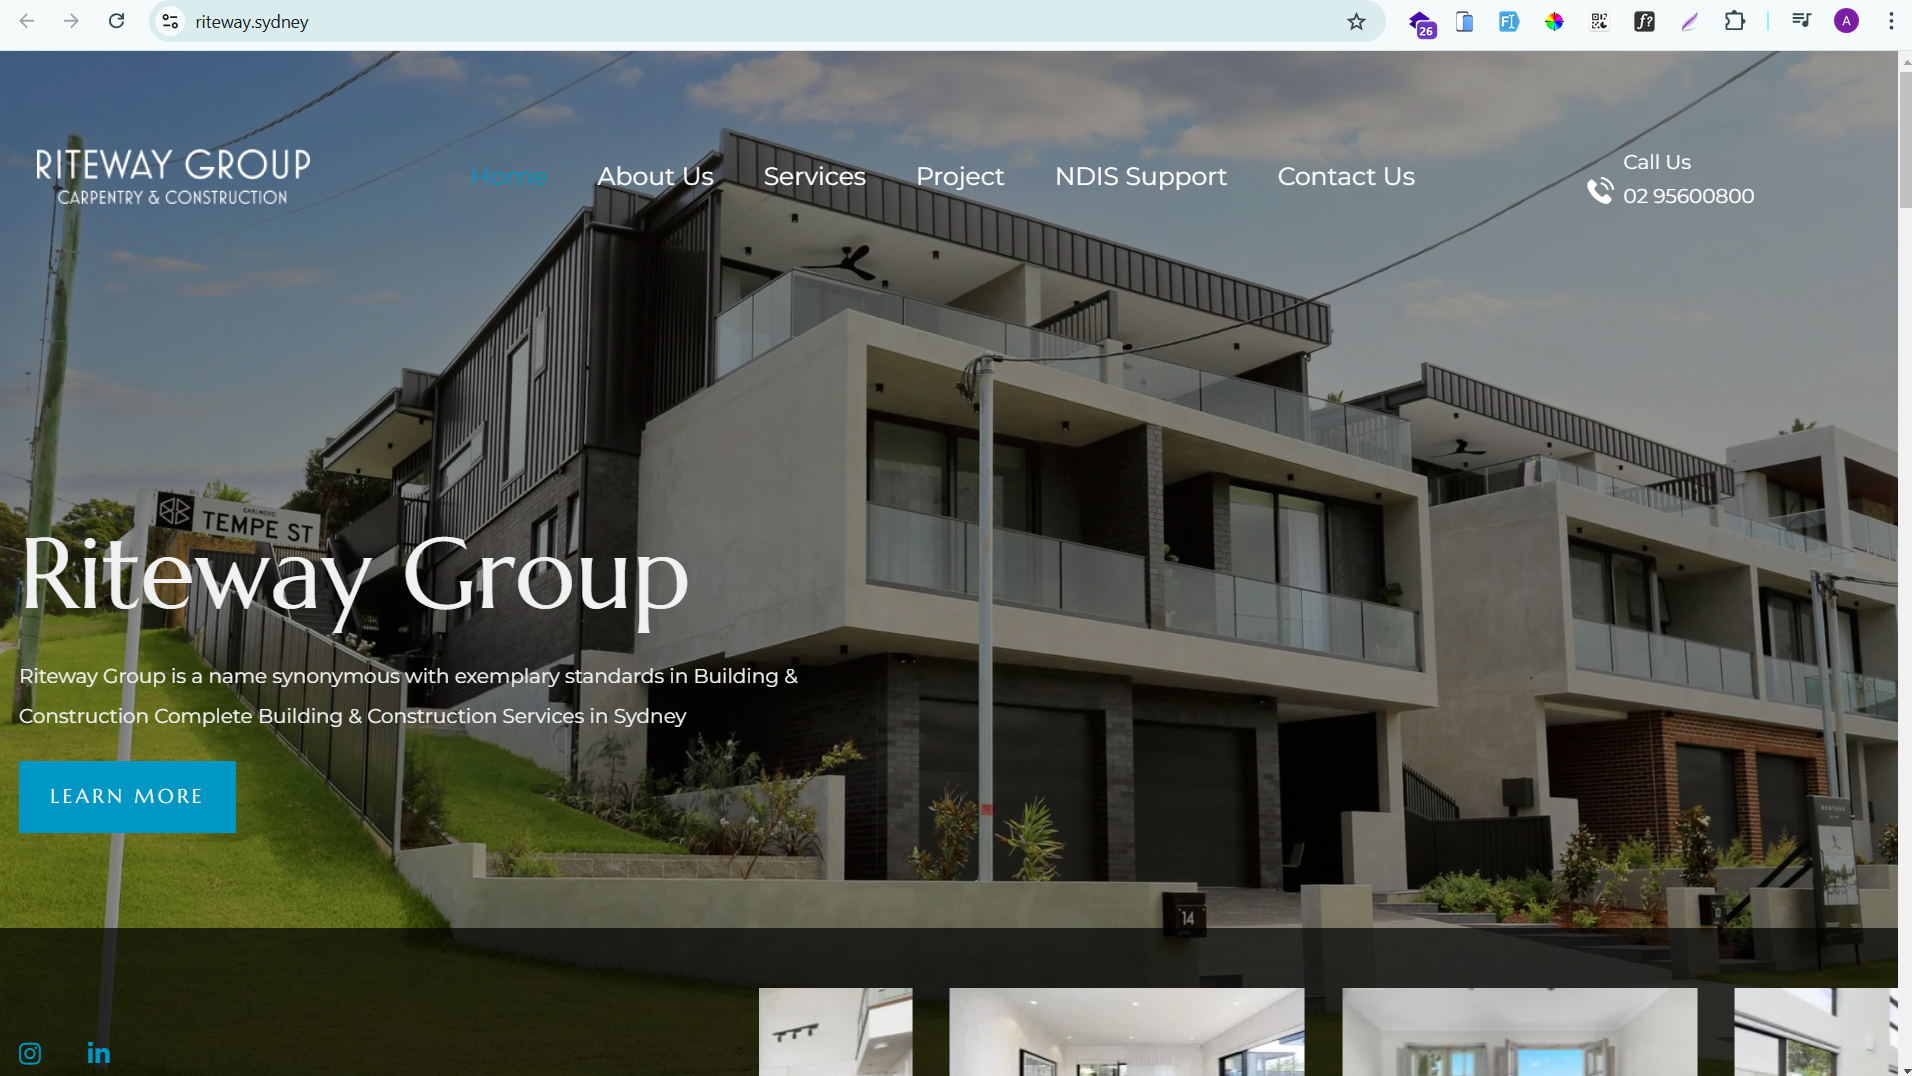 riteway.sydney
26
A
RITEWAY GROUP
CARPENTRY & CONSTRUCTION
Home
About Us
Services
Project
NDIS Support
Contact Us
Call Us
02 95600800
EARLWOOD
TEMPE ST
Riteway Group
Riteway Group is a name synonymous with exemplary standards in Building &
Construction Complete Building & Construction Services in Sydney
LEARN MORE
14
12
in